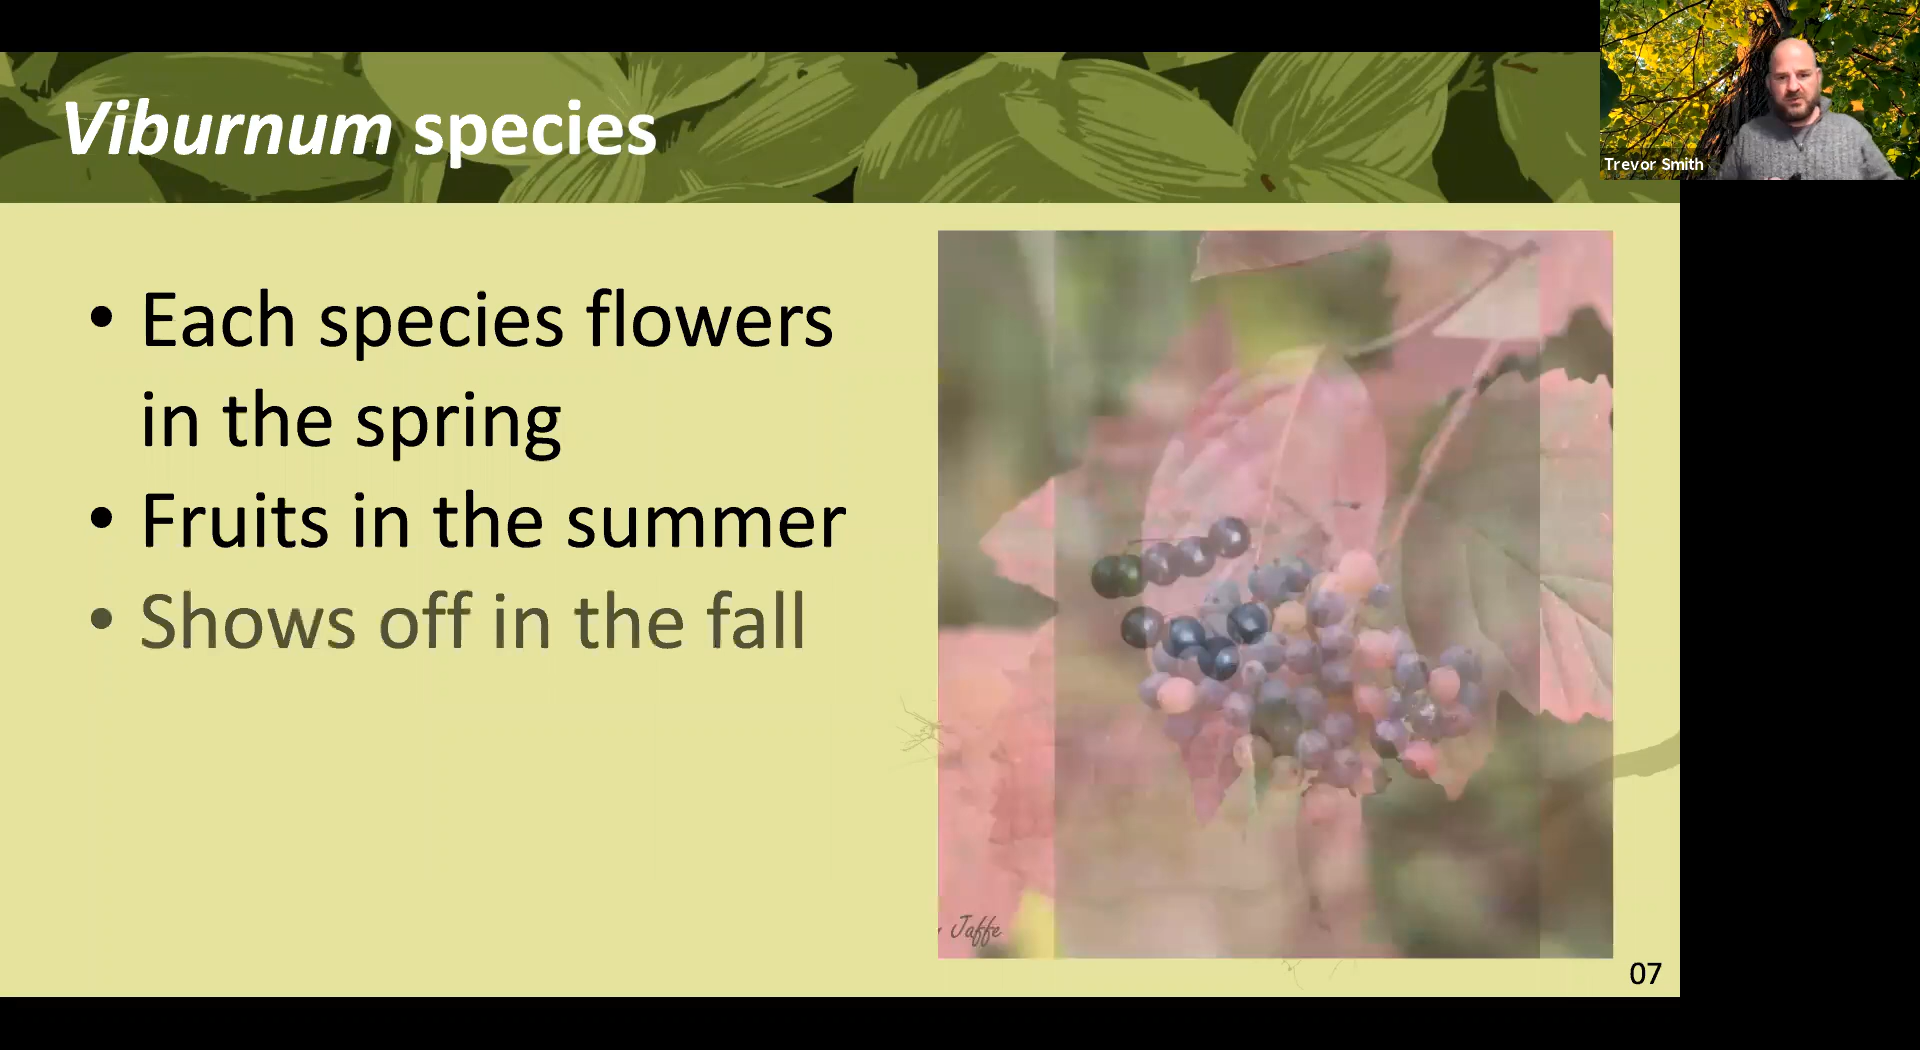 Viburnum species
Trevor Smith
• Each species flowers
in the spring
• Fruits in the summer
• Shows off in the fall
Jaffe
07